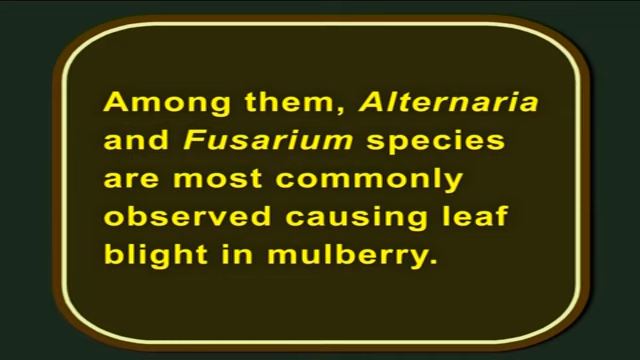 Among them, Alternaria
and Fusarium species
are most commonly
observed causing leaf
blight in mulberry.